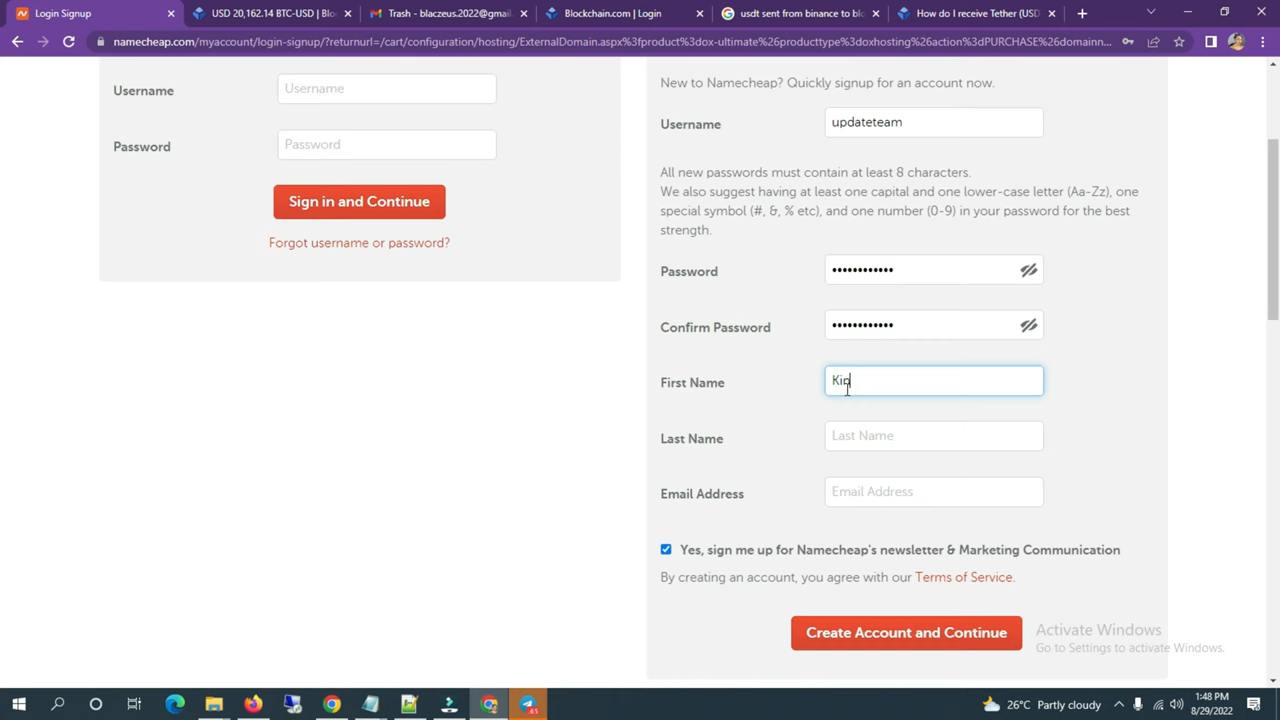 Login Signup
USD 20,162.14 BTC-USD | Bloc
Trash - blaczeus.2022@gmail.
Blockchain.com | Login
usdt sent from binance to blo
How do I receive Tether (USD
namecheap.com/myaccount/login-signup/?returnurl=/cart/configuration/hosting/ExternalDomain.aspx%3fproduct%3dox-ultimate%26producttype%3doxhosting%26action%3dPURCHASE%26domainn...
Username
Username
Password
Password
Sign in and Continue
Forgot username or password?
New to Namecheap? Quickly signup for an account now.
Username
updateteam
All new passwords must contain at least 8 characters.
We also suggest having at least one capital and one lower-case letter (Aa-Zz), one
special symbol (#, &, % etc), and one number (0-9) in your password for the best
strength.
Password
••••••••••••
Confirm Password
••••••••••••
First Name
Kin
Last Name
Last Name
Email Address
Email Address
Yes, sign me up for Namecheap's newsletter & Marketing Communication
By creating an account, you agree with our Terms of Service.
Create Account and Continue
Activate Windows
Go to Settings to activate Windows.
26°C Partly cloudy
1:48 PM
8/29/2022